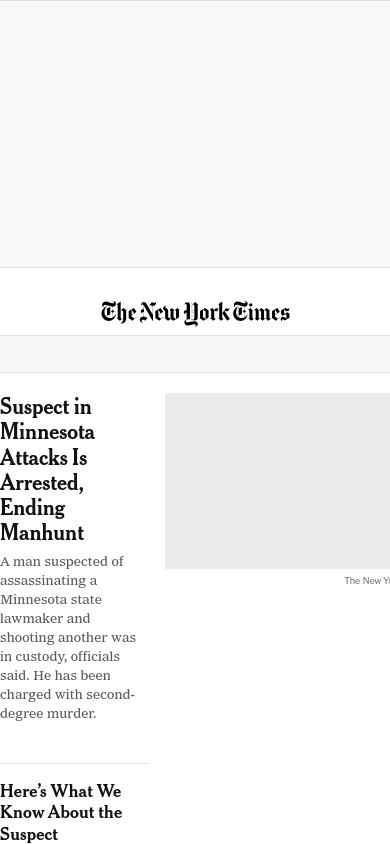 The New York Times
Suspect in
Minnesota
Attacks Is
Arrested,
Ending
Manhunt
A man suspected of
assassinating a
Minnesota state
lawmaker and
shooting another was
in custody, officials
said. He has been
charged with second-
degree murder.
The New
Here’s What We
Know About the
Suspect